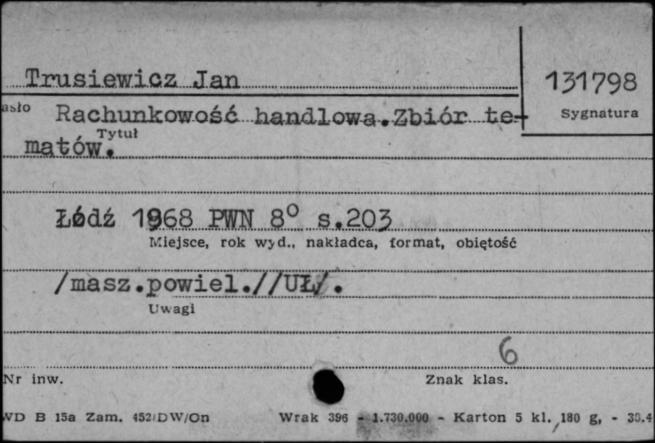 Trusiewicz Jan
131798
asło
Sygnatura
Rachunkowość handlowa.Zbiór te-
Tytuł
matów.
Łódź 1968 PWN 8° s.203
Miejsce, rok wyd., nakładca, format, objętość
/masz.powiel.//UŁ/.
Uwagi
6
Nr inw.
Znak klas.
WD B 15a Zam. 452/DW/On Wrak 396 - 1.730.000 - Karton 5 kl. 180 g, -